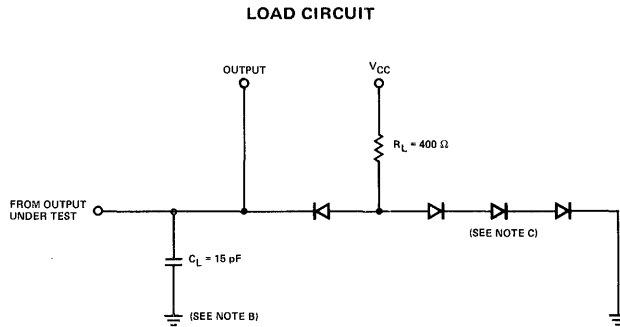 LOAD CIRCUIT
OUTPUT
VCC
RL = 400 Ω
FROM OUTPUT
UNDER TEST
(SEE NOTE C)
CL = 15 pF
(SEE NOTE B)